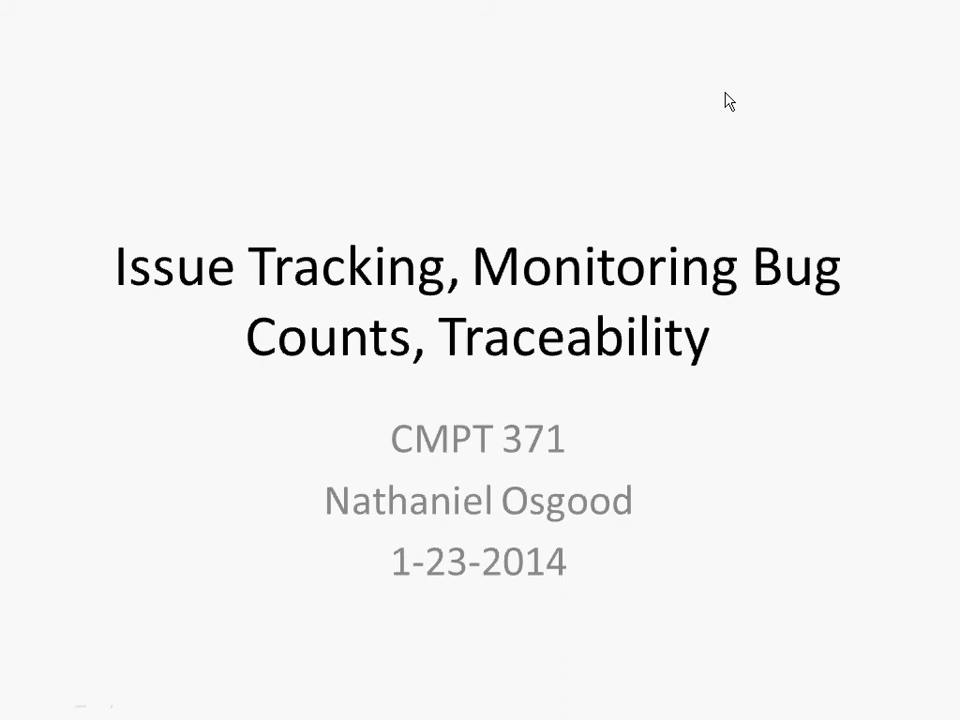 Issue Tracking, Monitoring Bug
Counts, Traceability
CMPT 371
Nathaniel Osgood
1-23-2014